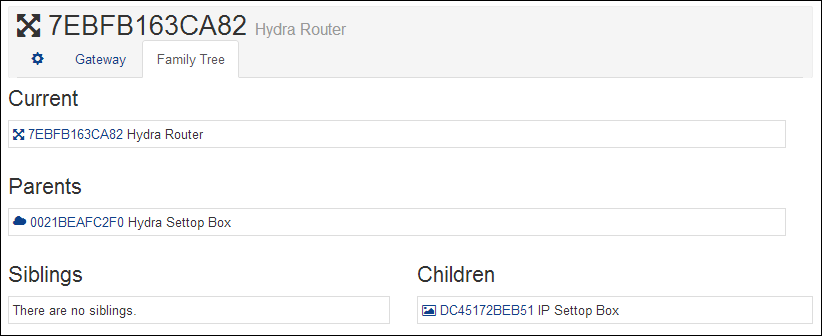 7EBFB163CA82 Hydra Router
Gateway Family Tree
Current
7EBFB163CA82 Hydra Router
Parents
0021BEAFC2F0 Hydra Settop Box
Siblings
There are no siblings.
Children
DC45172BEB51 IP Settop Box